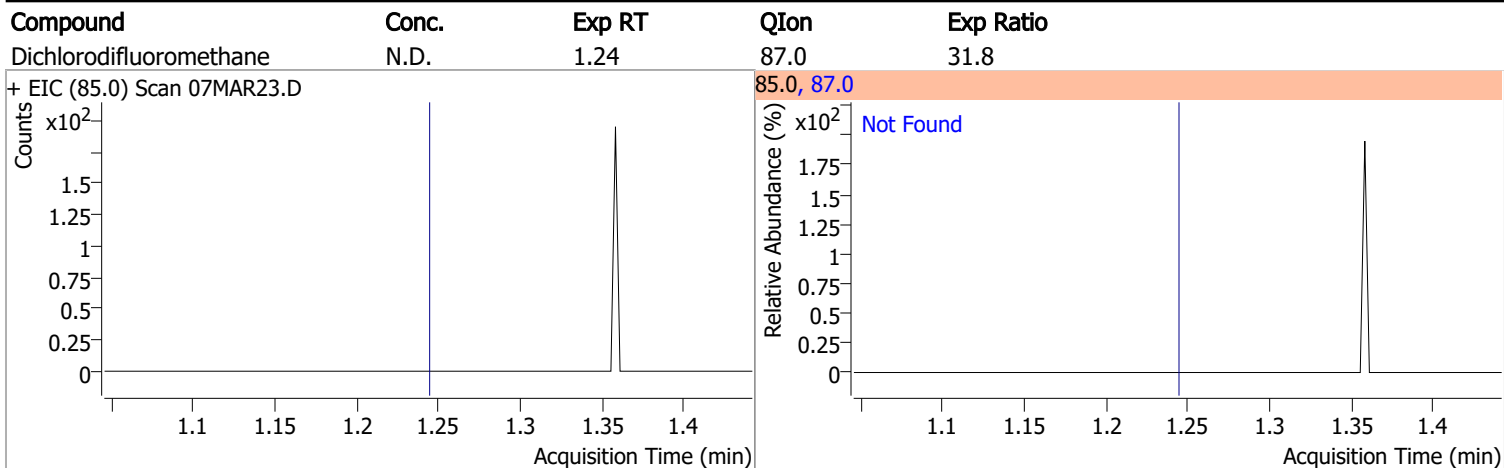 Compound Conc. Exp RT QIon Exp Ratio
Dichlorodifluoromethane N.D. 1.24 87.0 31.8
+ EIC (85.0) Scan 07MAR23.D
Counts
x10²
1.5
1.25
1
0.75
0.5
0.25
0
1.1 1.15 1.2 1.25 1.3 1.35 1.4
Acquisition Time (min)
85.0, 87.0
Relative Abundance (%)
x10²
Not Found
1.75
1.5
1.25
1
0.75
0.5
0.25
0
1.1 1.15 1.2 1.25 1.3 1.35 1.4
Acquisition Time (min)